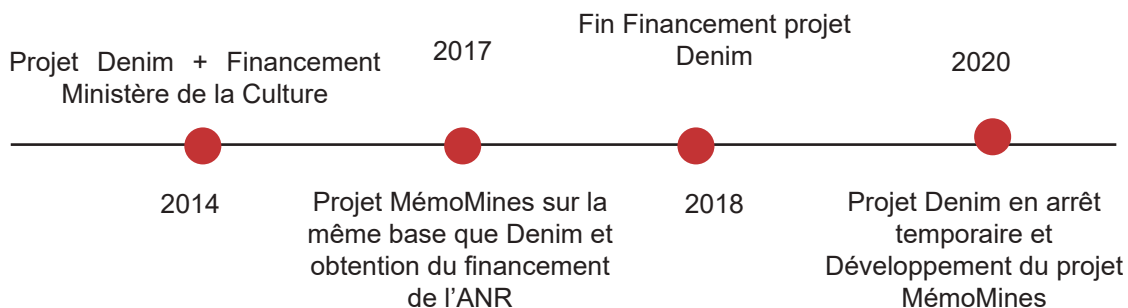 Projet Denim + Financement
Ministère de la Culture
2014
2017
Projet MémoMines sur la
même base que Denim et
obtention du financement
de l'ANR
Fin Financement projet
Denim
2018
2020
Projet Denim en arrêt
temporaire et
Développement du projet
MémoMines